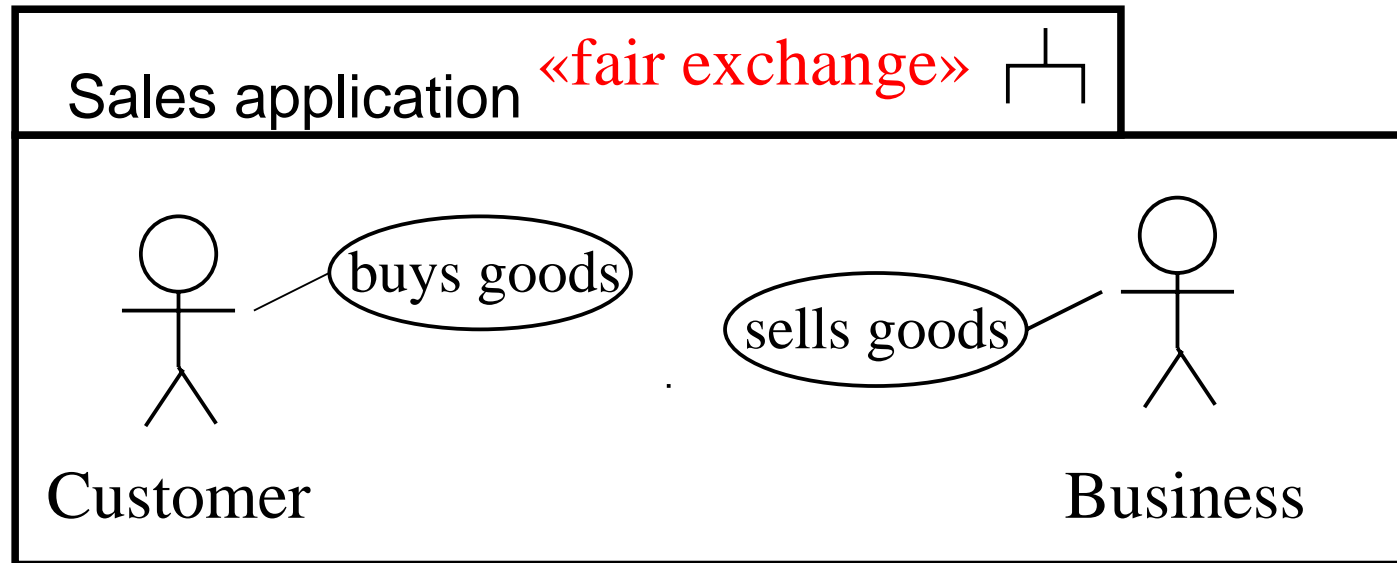 Sales application «fair exchange»
buys goods
sells goods
.
Customer
Business